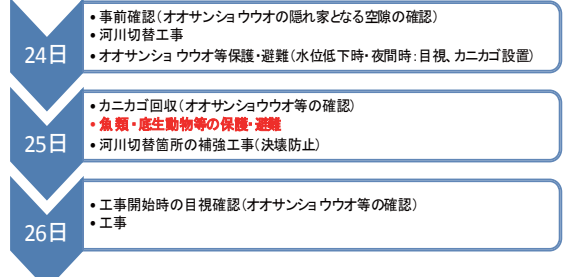 24日
• 事前確認(オオサンショウウオの隠れ家となる空隙の確認)
• 河川切替工事
• オオサンショウウオ等保護・避難(水位低下時・夜間時:目視、カニカゴ設置)
25日
• カニカゴ回収(オオサンショウウオ等の確認)
• 魚類・底生動物等の保護・避難
• 河川切替箇所の補強工事(決壊防止)
26日
• 工事開始時の目視確認(オオサンショウウオ等の確認)
• 工事